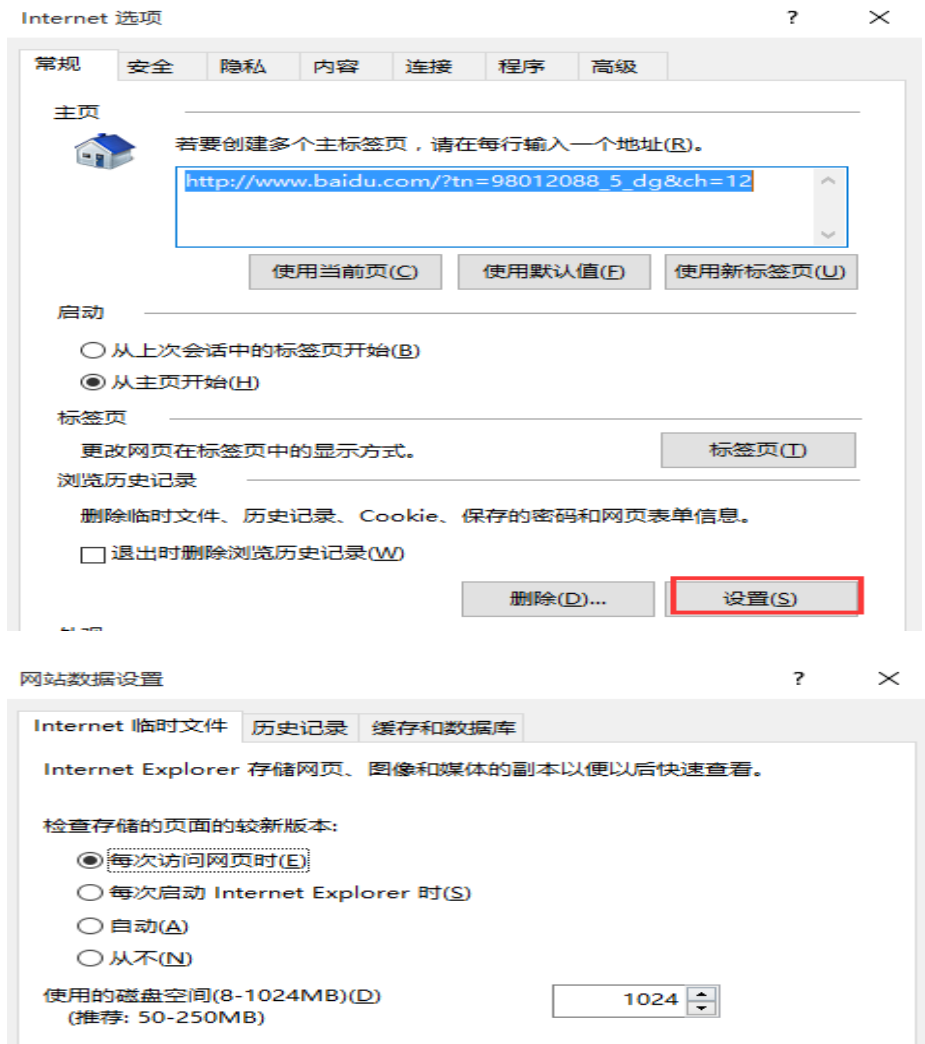 Internet 选项 ?
常规 安全 隐私 内容 连接 程序 高级
主页
若要创建多个主标签页，请在每行输入一个地址(R)。
http://www.baidu.com/?tn=98012088_5_dg&ch=12
使用当前页(C) 使用默认值(F) 使用新标签页(U)
启动
从上次会话中的标签页开始(B)
从主页开始(H)
标签页
更改网页在标签页中的显示方式。 标签页(T)
浏览历史记录
删除临时文件、历史记录、Cookie、保存的密码和网页表单信息。
退出时删除浏览历史记录(W)
删除(D)... 设置(S)
网站数据设置 ?
Internet 临时文件 历史记录 缓存和数据库
Internet Explorer 存储网页、图像和媒体的副本以便以后快速查看。
检查存储的页面的较新版本:
每次访问网页时(E)
每次启动 Internet Explorer 时(S)
自动(A)
从不(N)
使用的磁盘空间(8-1024MB)(D) 1024
(推荐: 50-250MB)